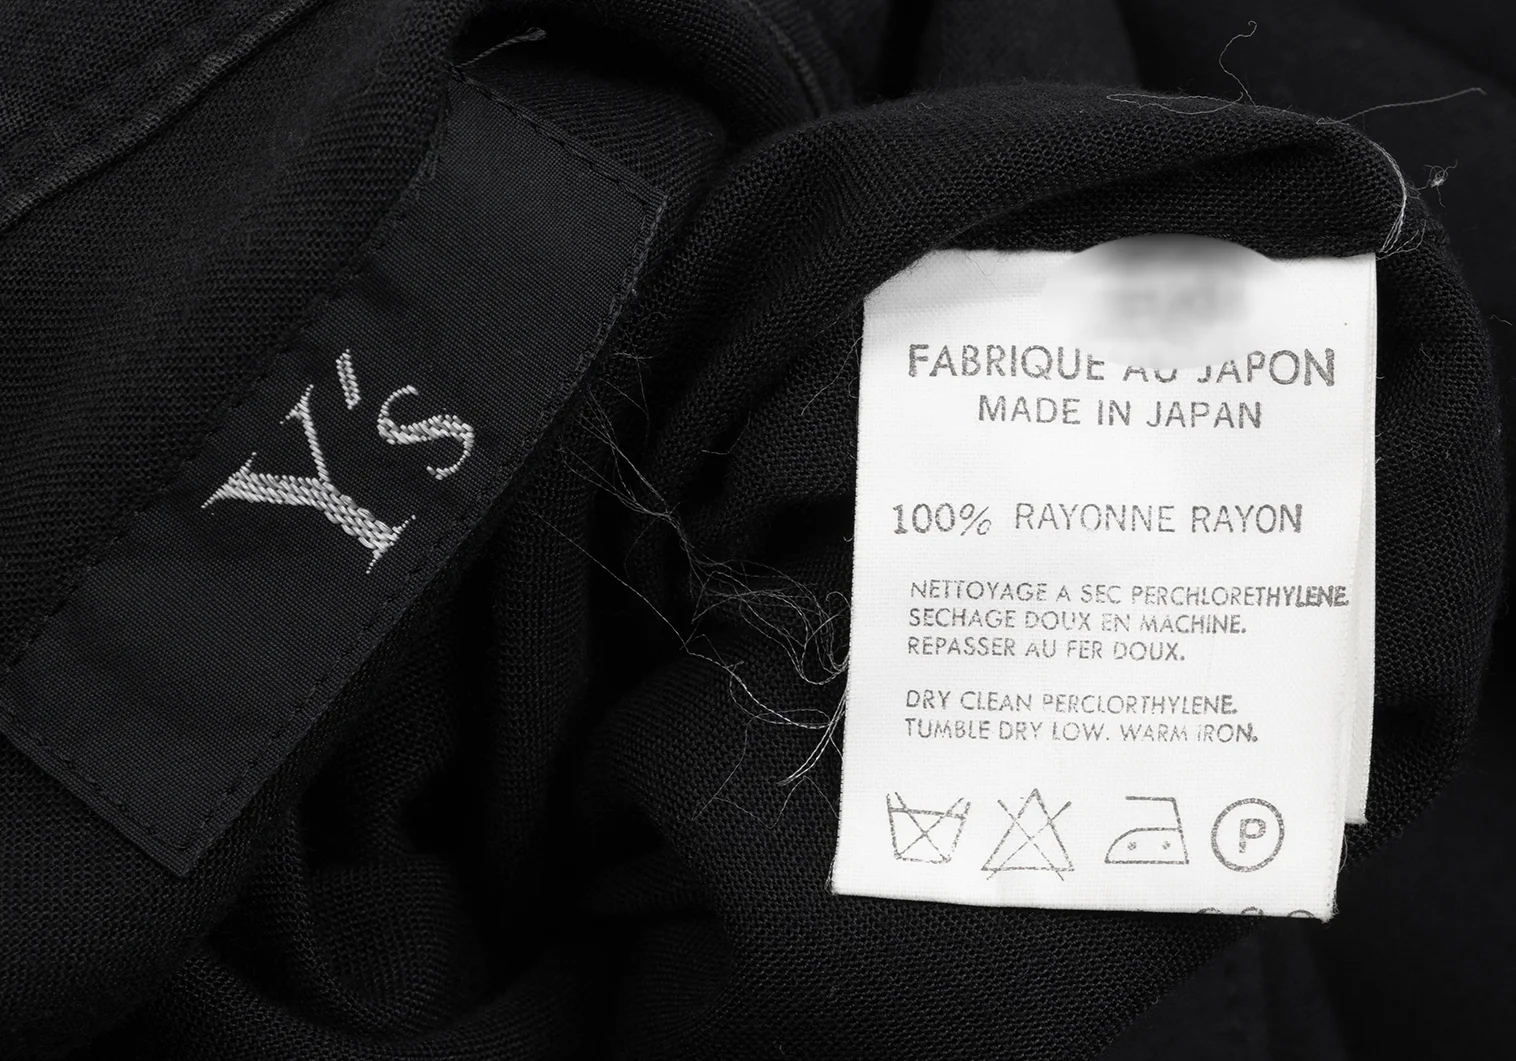 Y's
FABRIQUE AU JAPON
MADE IN JAPAN
100% RAYONNE RAYON
NETTOYAGE A SEC PERCHLORETHYLENE.
SECHAGE DOUX EN MACHINE.
REPASSER AU FER DOUX.
DRY CLEAN PERCLORTHYLENE.
TUMBLE DRY LOW. WARM IRON.
P